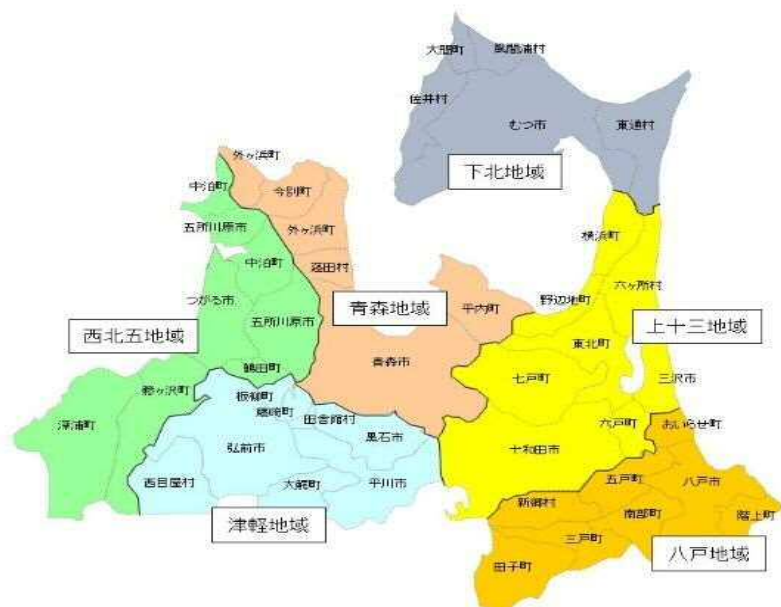 大間町
風間浦村
佐井村
むつ市
東通村
下北地域
外ヶ浜町
中泊町
今別町
五所川原市
外ヶ浜町
横浜町
中泊町
蓬田村
六ヶ所村
つがる市
平内町
野辺地町
青森地域
西北五地域
五所川原市
上十三地域
東北町
青森市
鶴田町
七戸町
三沢市
鰺ヶ沢町
板柳町
藤崎町
田舎館村
六戸町
おいらせ町
深浦町
黒石市
弘前市
十和田市
西目屋村
大鰐町
平川市
五戸町
八戸市
新郷村
南部町
階上町
津軽地域
三戸町
八戸地域
田子町